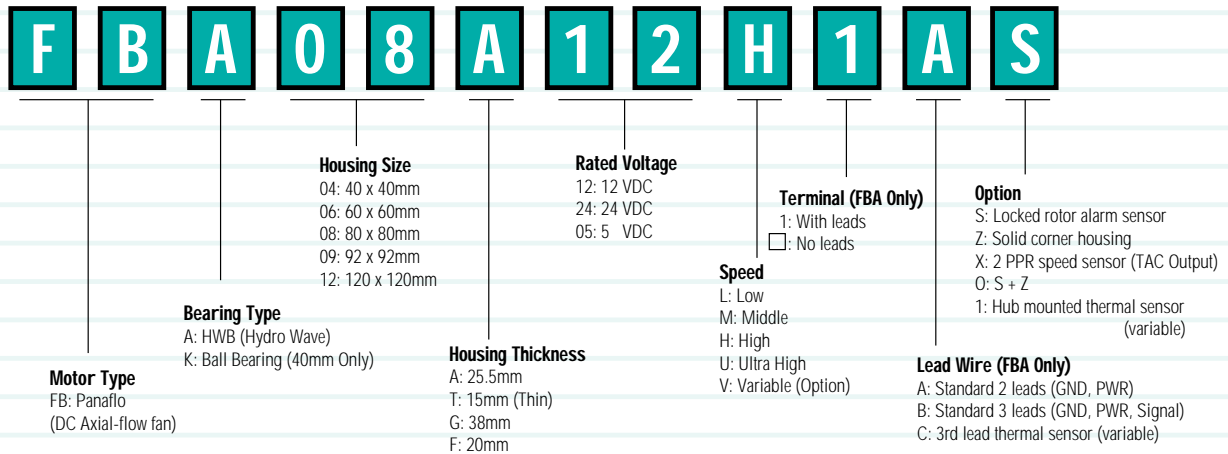 F B A 0 8 A 1 2 H 1 A S
Housing Size
04: 40 x 40mm
06: 60 x 60mm
08: 80 x 80mm
09: 92 x 92mm
12: 120 x 120mm
Rated Voltage
12: 12 VDC
24: 24 VDC
05: 5 VDC
Terminal (FBA Only)
1: With leads
□: No leads
Option
S: Locked rotor alarm sensor
Z: Solid corner housing
X: 2 PPR speed sensor (TAC Output)
O: S + Z
1: Hub mounted thermal sensor
(variable)
Speed
L: Low
M: Middle
H: High
U: Ultra High
V: Variable (Option)
Bearing Type
A: HWB (Hydro Wave)
K: Ball Bearing (40mm Only)
Housing Thickness
A: 25.5mm
T: 15mm (Thin)
G: 38mm
F: 20mm
Lead Wire (FBA Only)
A: Standard 2 leads (GND, PWR)
B: Standard 3 leads (GND, PWR, Signal)
C: 3rd lead thermal sensor (variable)
Motor Type
FB: Panaflo
(DC Axial-flow fan)